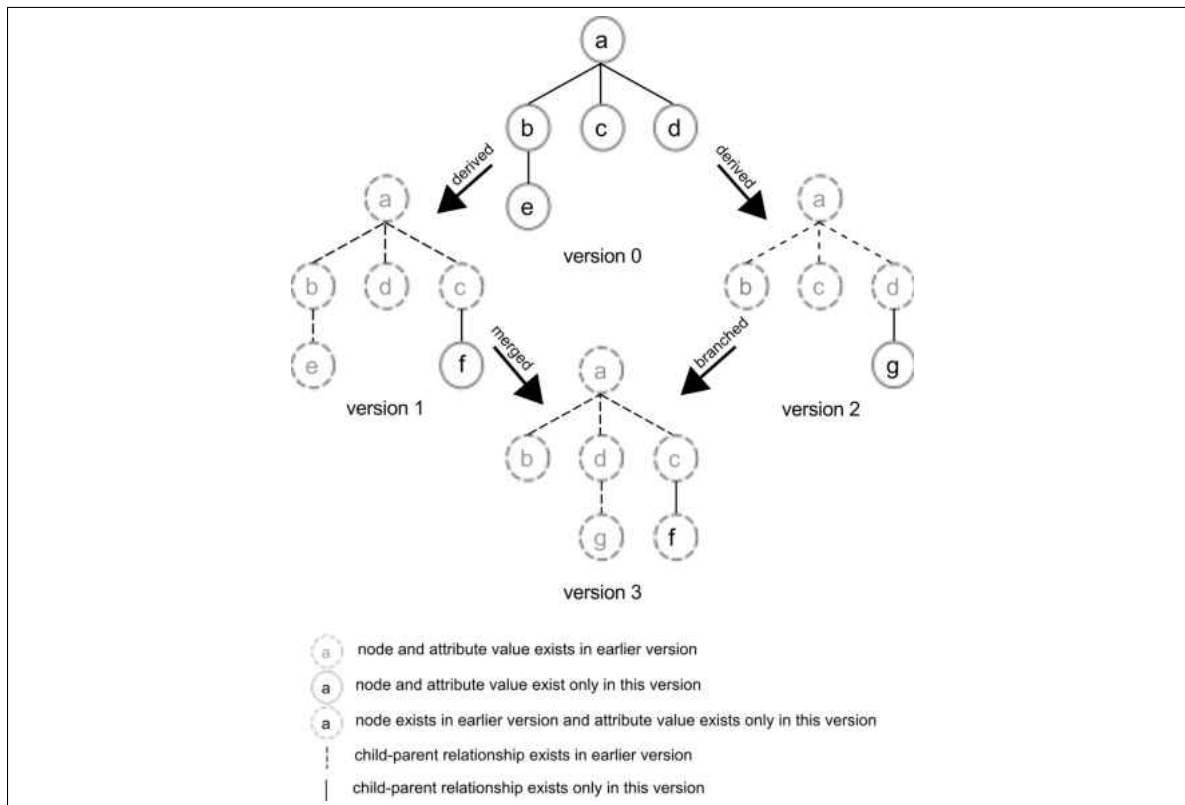 a
b c d
derived derived
e
a a
version 0
b d c b c d
merged branched
e f a g
version 1 version 2
b d c
g f
version 3
a node and attribute value exists in earlier version
a node and attribute value exist only in this version
a node exists in earlier version and attribute value exists only in this version
child-parent relationship exists in earlier version
child-parent relationship exists only in this version